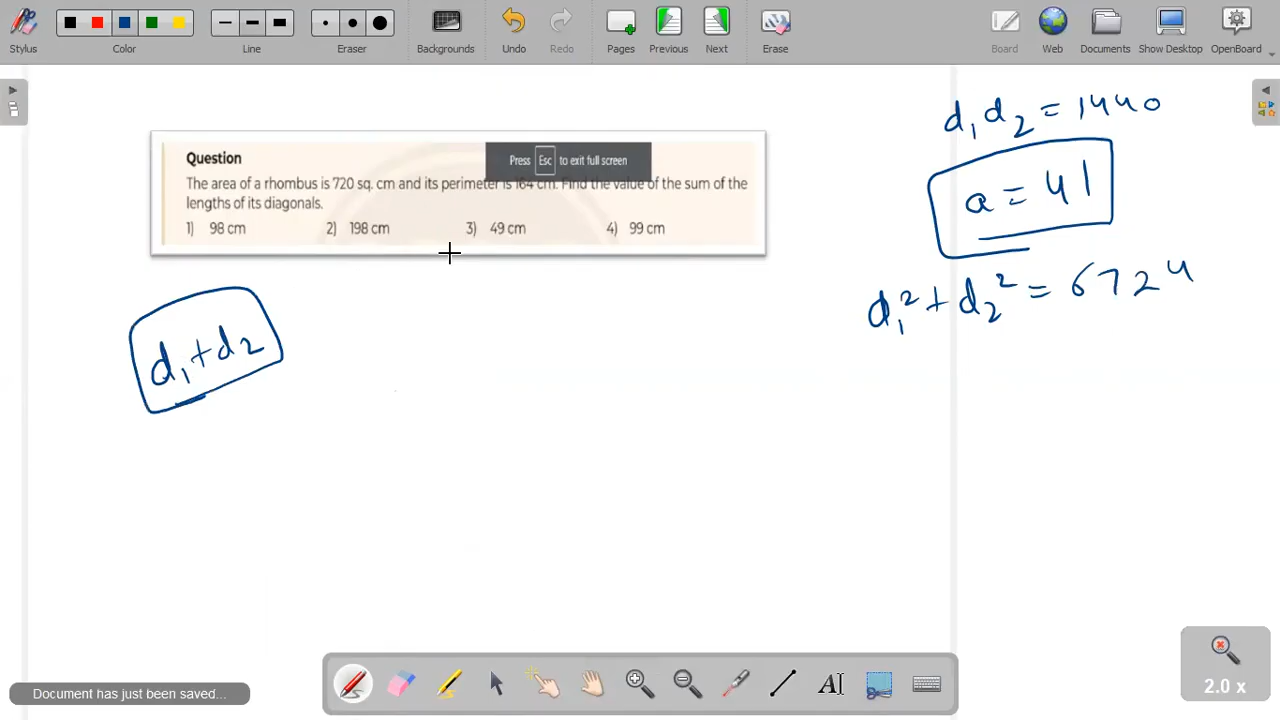 Stylus
Color
Line
Eraser
Backgrounds
Undo
Redo
Pages
Previous
Next
Erase
Board
Web
Documents
Show Desktop
OpenBoard
Question
Press Esc to exit full screen
The area of a rhombus is 720 sq. cm and its perimeter is 164 cm. Find the value of the sum of the
lengths of its diagonals.
1) 98 cm 2) 198 cm 3) 49 cm 4) 99 cm
d₁d₂ = 1440
a = 41
d₁² + d₂² = 6724
d₁+d₂
Document has just been saved...
AI
2.0 x